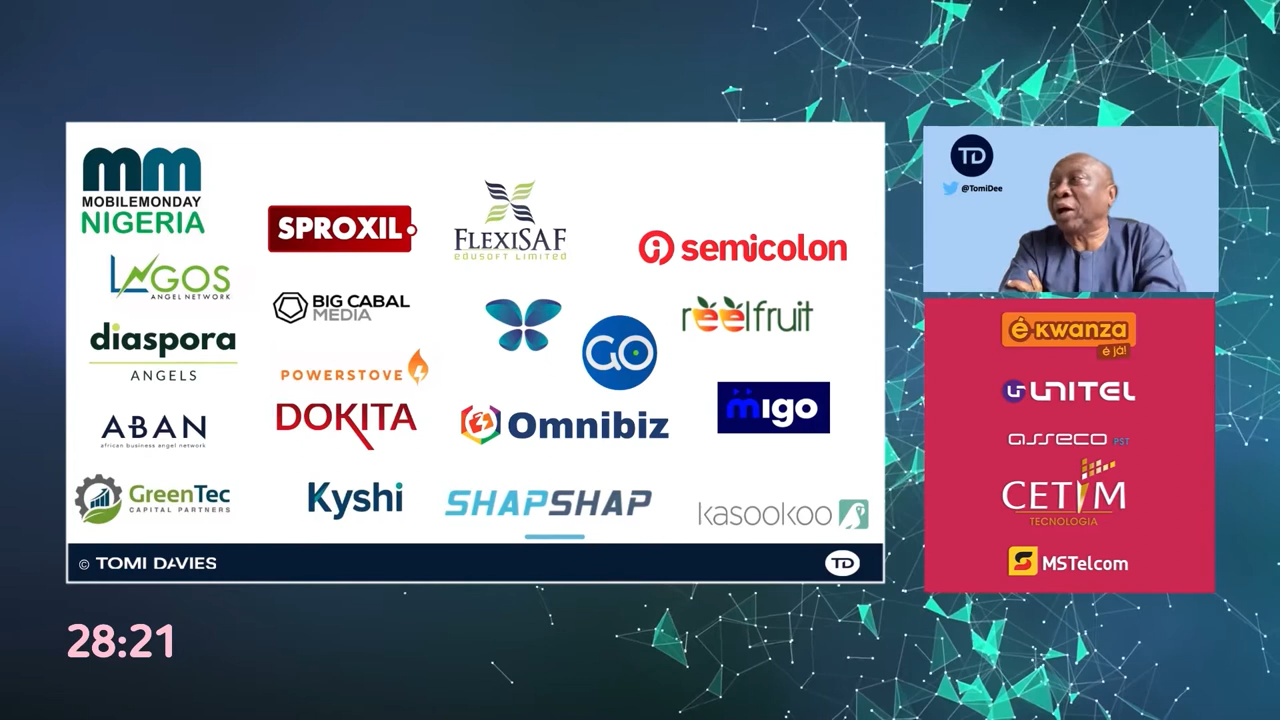 MOBILEMONDAY
NIGERIA
LAGOS
ANGEL NETWORK
diaspora
ANGELS
ABAN
african business angel network
GreenTec
CAPITAL PARTNERS
SPROXIL
BIG CABAL
MEDIA
POWERSTOVE
DOKITA
Kyshi
FLEXISAF
EDUSOFT LIMITED
GO
Omnibiz
SHAPSHAP
semicolon
reelfruit
migo
kasookoo
© TOMI DAVIES
TD
28:21
TD
@TomiDee
é-kwanza
é já!
UNITEL
asseco PST
CETIM
TECNOLOGIA
MSTelcom